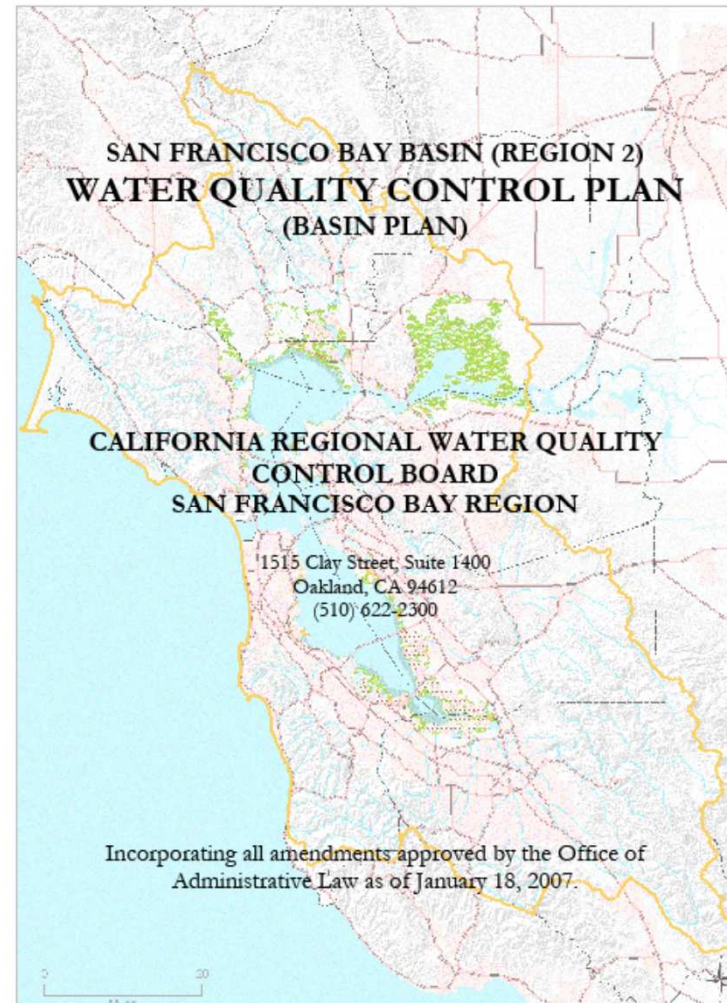 SAN FRANCISCO BAY BASIN (REGION 2)
WATER QUALITY CONTROL PLAN
(BASIN PLAN)
CALIFORNIA REGIONAL WATER QUALITY
CONTROL BOARD
SAN FRANCISCO BAY REGION
1515 Clay Street, Suite 1400
Oakland, CA 94612
(510) 622-2300
Incorporating all amendments approved by the Office of
Administrative Law as of January 18, 2007.
0 20